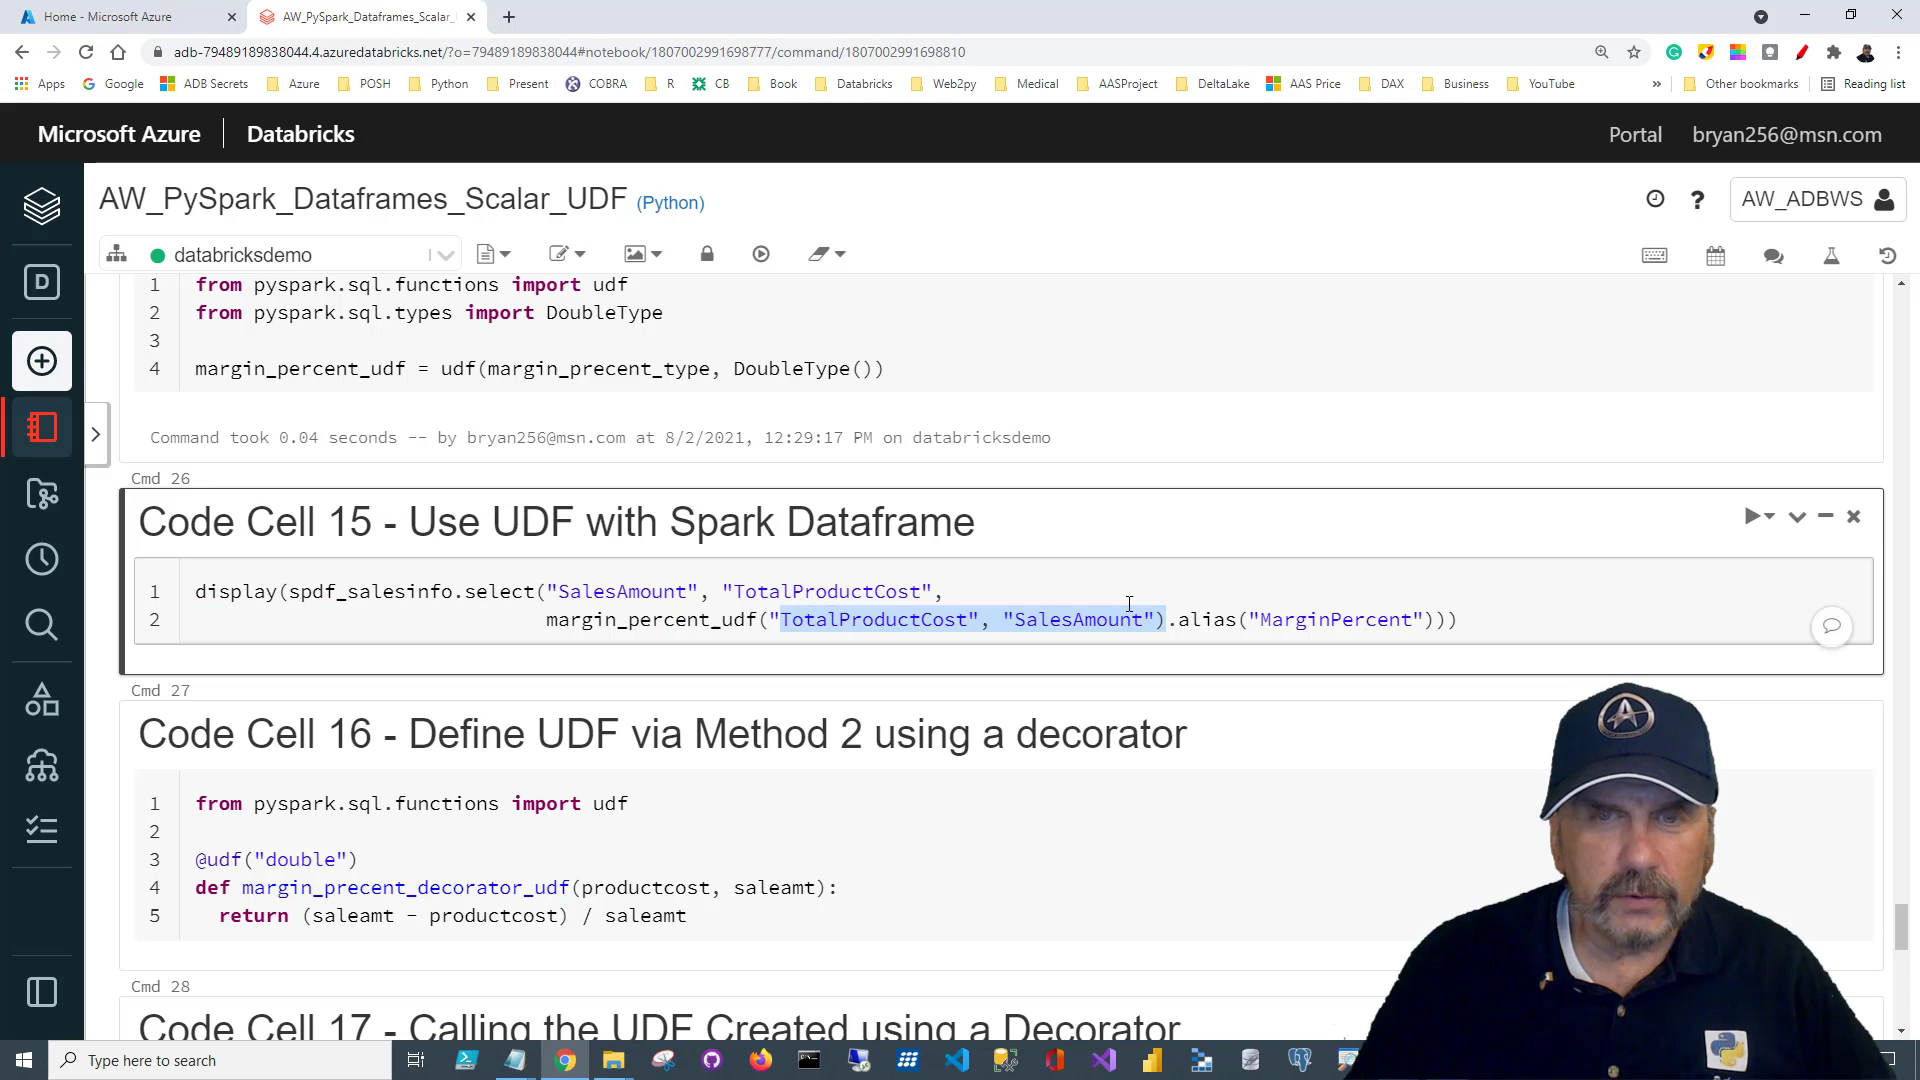 Home - Microsoft Azure
AW_PySpark_Dataframes_Scalar_U
adb-79489189838044.4.azuredatabricks.net/?o=79489189838044#notebook/1807002991698777/command/1807002991698810
Apps Google ADB Secrets Azure POSH Python Present COBRA R CB Book Databricks Web2py Medical AASProject DeltaLake AAS Price DAX Business YouTube » Other bookmarks Reading list
Microsoft Azure Databricks Portal bryan256@msn.com
AW_PySpark_Dataframes_Scalar_UDF (Python) ? AW_ADBWS
D
databricksdemo
1 from pyspark.sql.functions import udf
2 from pyspark.sql.types import DoubleType
3
4 margin_percent_udf = udf(margin_precent_type, DoubleType())
Command took 0.04 seconds -- by bryan256@msn.com at 8/2/2021, 12:29:17 PM on databricksdemo
Cmd 26
Code Cell 15 - Use UDF with Spark Dataframe
1 display(spdf_salesinfo.select("SalesAmount", "TotalProductCost",
2 margin_percent_udf("TotalProductCost", "SalesAmount").alias("MarginPercent")))
Cmd 27
Code Cell 16 - Define UDF via Method 2 using a decorator
1 from pyspark.sql.functions import udf
2
3 @udf("double")
4 def margin_precent_decorator_udf(productcost, saleamt):
5 return (saleamt - productcost) / saleamt
Cmd 28
Code Cell 17 - Calling the UDF Created using a Decorator
Type here to search